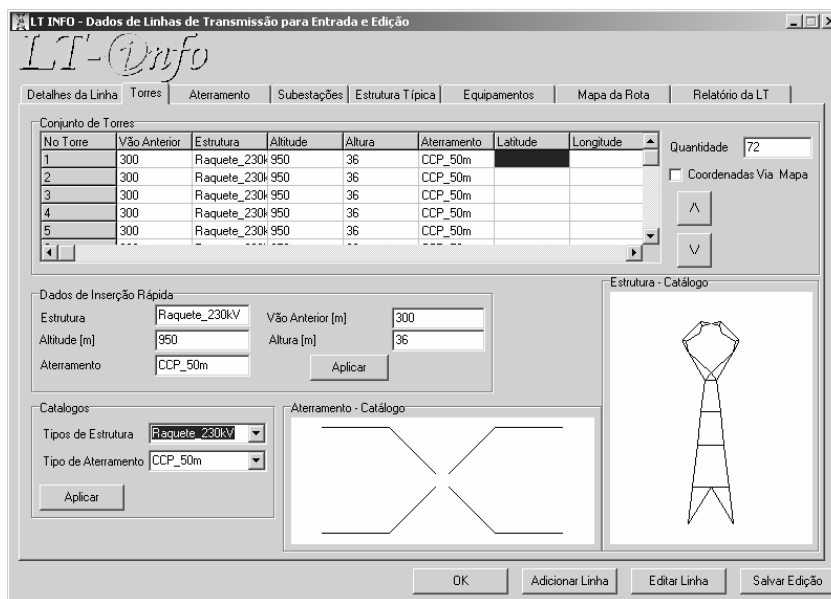 LT INFO - Dados de Linhas de Transmissão para Entrada e Edição
LT-@info
Detalhes da Linha Torres Aterramento Subestações Estrutura Típica Equipamentos Mapa da Rota Relatório da LT
Conjunto de Torres
No Torre Vão Anterior Estrutura Altitude Altura Aterramento Latitude Longitude
1 300 Raquete_230k 950 36 CCP_50m
2 300 Raquete_230k 950 36 CCP_50m
3 300 Raquete_230k 950 36 CCP_50m
4 300 Raquete_230k 950 36 CCP_50m
5 300 Raquete_230k 950 36 CCP_50m
Quantidade 72
Coordenadas Via Mapa
/\
\/
Dados de Inserção Rápida
Estrutura Raquete_230kV Vão Anterior [m] 300
Altitude [m] 950 Altura [m] 36
Aterramento CCP_50m Aplicar
Estrutura - Catálogo
Catalogos
Tipos de Estrutura Raquete_230kV
Tipo de Aterramento CCP_50m
Aplicar
Aterramento - Catálogo
OK Adicionar Linha Editar Linha Salvar Edição